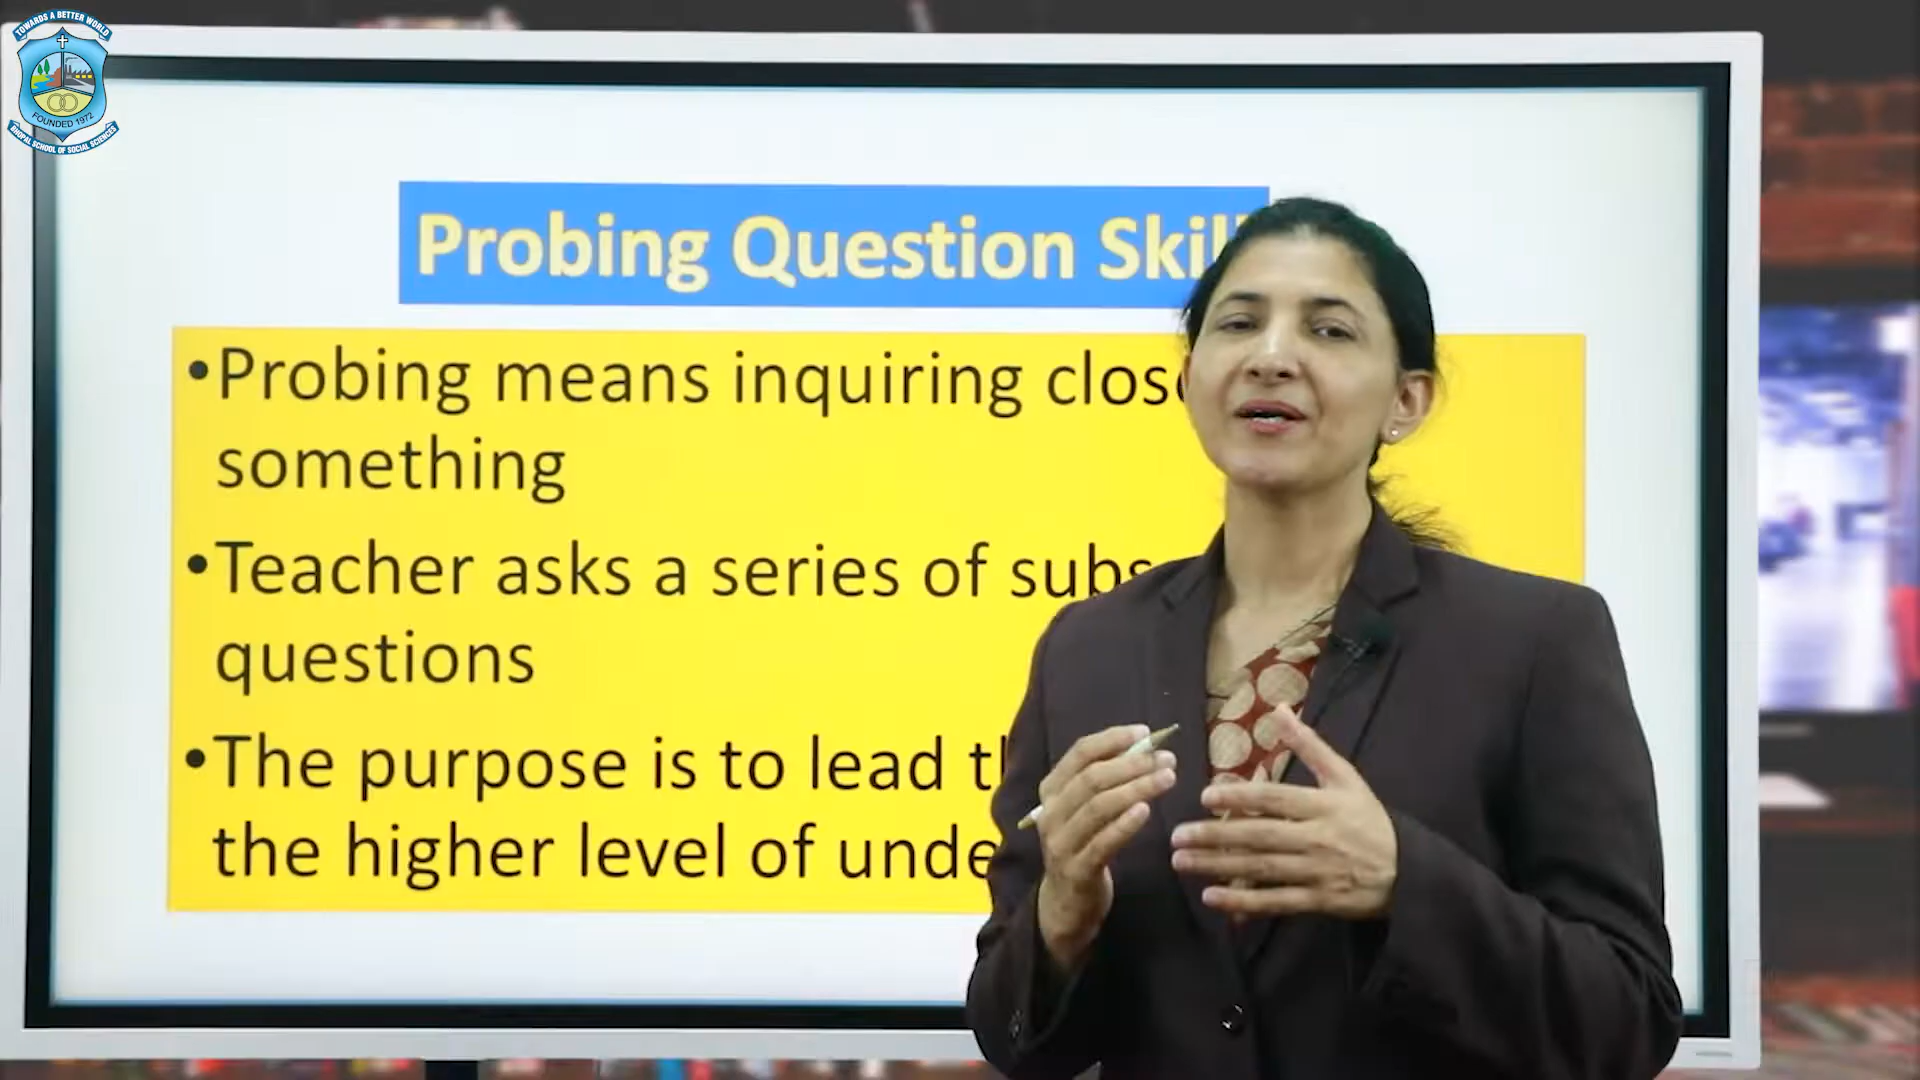 TOWARDS A BETTER WORLD
FOUNDED 1972
BHOPAL SCHOOL OF SOCIAL SCIENCES
Probing Question Skil
•Probing means inquiring clos
something
•Teacher asks a series of subs
questions
•The purpose is to lead t
the higher level of unde